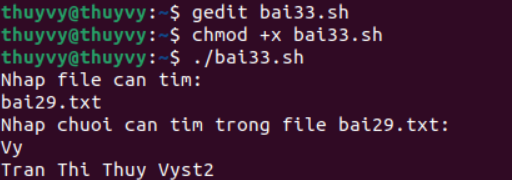 thuyvy@thuyvy:~$ gedit bai33.sh
thuyvy@thuyvy:~$ chmod +x bai33.sh
thuyvy@thuyvy:~$ ./bai33.sh
Nhap file can tim:
bai29.txt
Nhap chuoi can tim trong file bai29.txt:
Vy
Tran Thi Thuy Vyst2